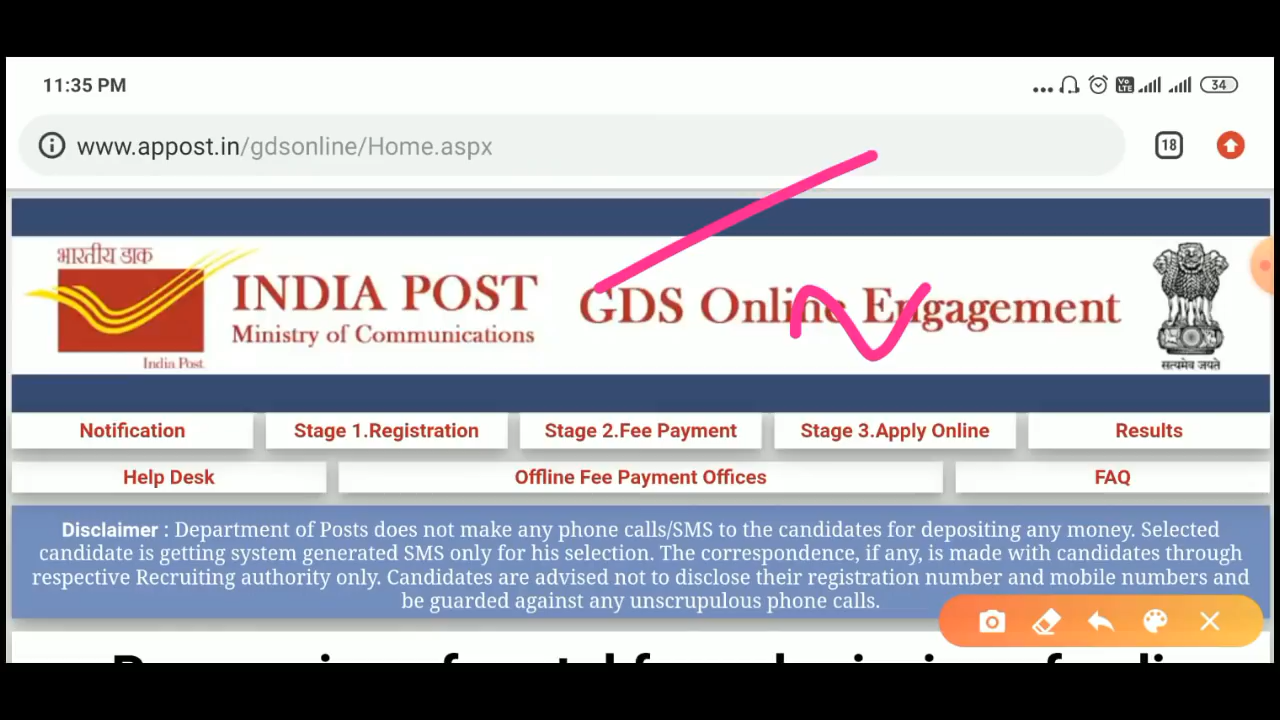 11:35 PM
Vo LTE
34
www.appost.in/gdsonline/Home.aspx
18
भारतीय डाक
INDIA POST
Ministry of Communications
India Post
GDS Online Engagement
सत्यमेव जयते
Notification
Stage 1.Registration
Stage 2.Fee Payment
Stage 3.Apply Online
Results
Help Desk
Offline Fee Payment Offices
FAQ
Disclaimer : Department of Posts does not make any phone calls/SMS to the candidates for depositing any money. Selected
candidate is getting system generated SMS only for his selection. The correspondence, if any, is made with candidates through
respective Recruiting authority only. Candidates are advised not to disclose their registration number and mobile numbers and
be guarded against any unscrupulous phone calls.